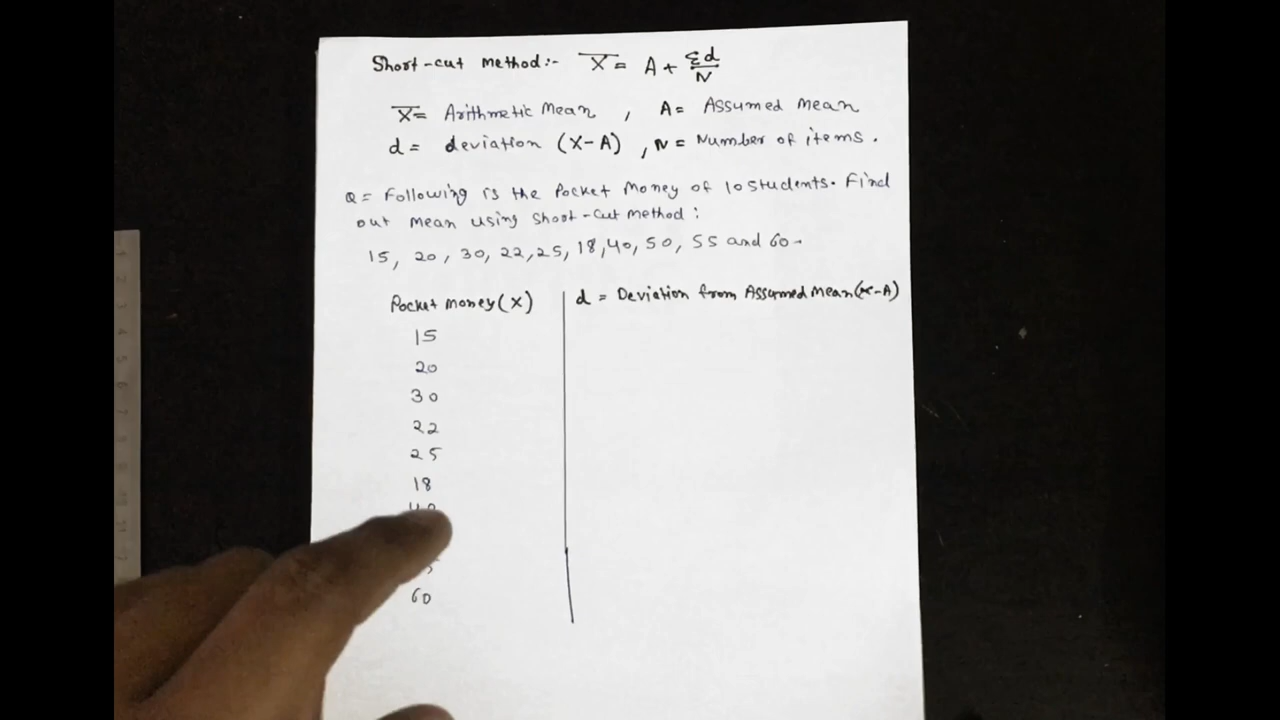 Short-cut method:- X̅ = A + Σd/N
X̅ = Arithmetic Mean , A = Assumed Mean
d = deviation (X-A) , N = Number of items.
Q = Following is the Pocket Money of 10 students. Find
out Mean using Short-cut method :
15, 20, 30, 22, 25, 18, 40, 50, 55 and 60.
Pocket money (X) d = Deviation from Assumed Mean (x-A)
15
20
30
22
25
18
60